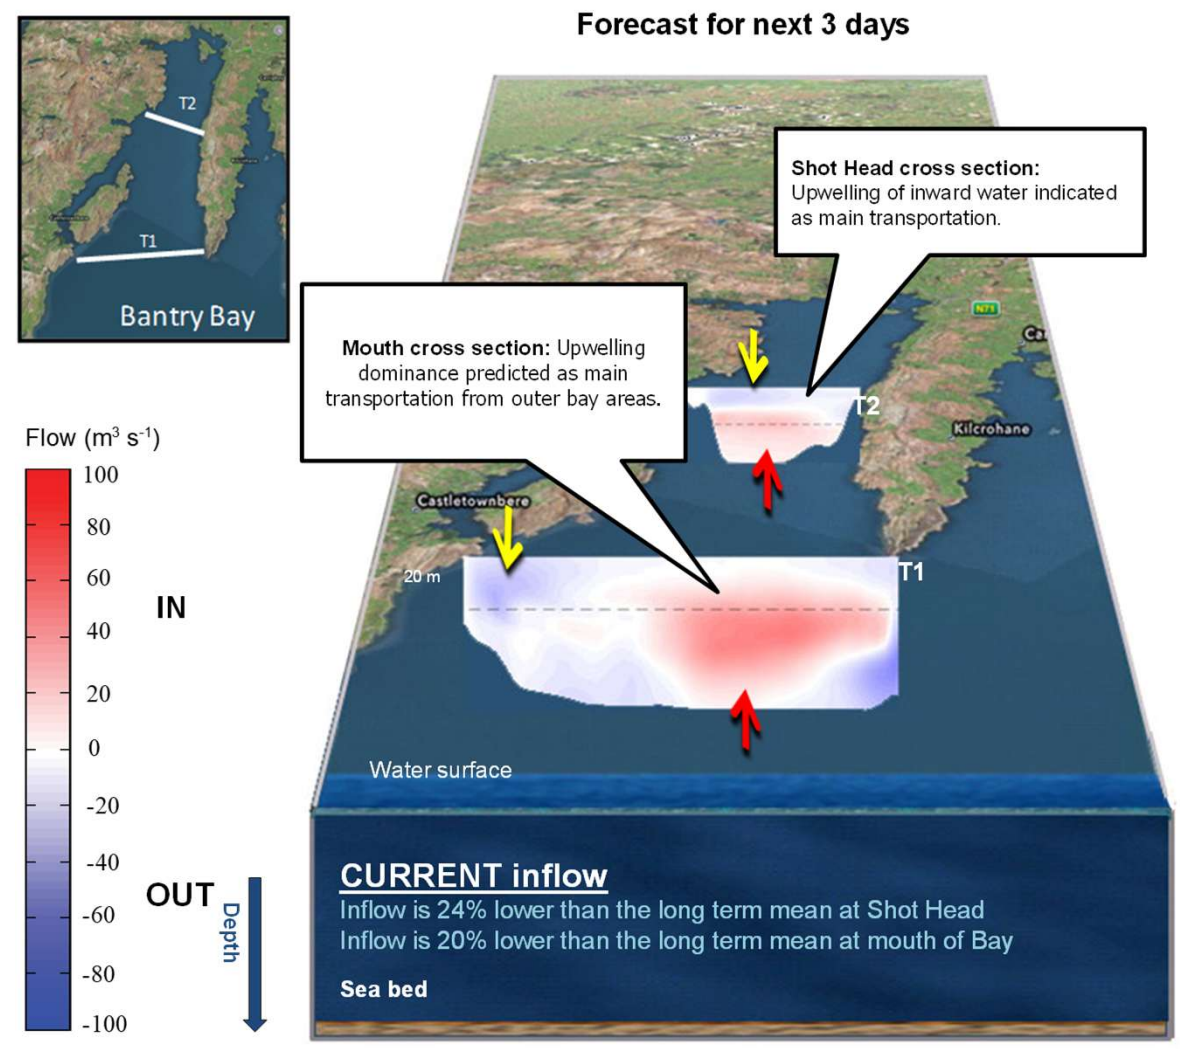 Forecast for next 3 days
T2
T1
Bantry Bay
Shot Head cross section:
Upwelling of inward water indicated
as main transportation.
Mouth cross section: Upwelling
dominance predicted as main
transportation from outer bay areas.
N71
Ca
T2
Kilcrohane
Castletownbere
20 m
T1
Flow (m³ s⁻¹)
100
80
60
40
20
0
-20
-40
-60
-80
-100
IN
OUT
Depth
Water surface
CURRENT inflow
Inflow is 24% lower than the long term mean at Shot Head
Inflow is 20% lower than the long term mean at mouth of Bay
Sea bed